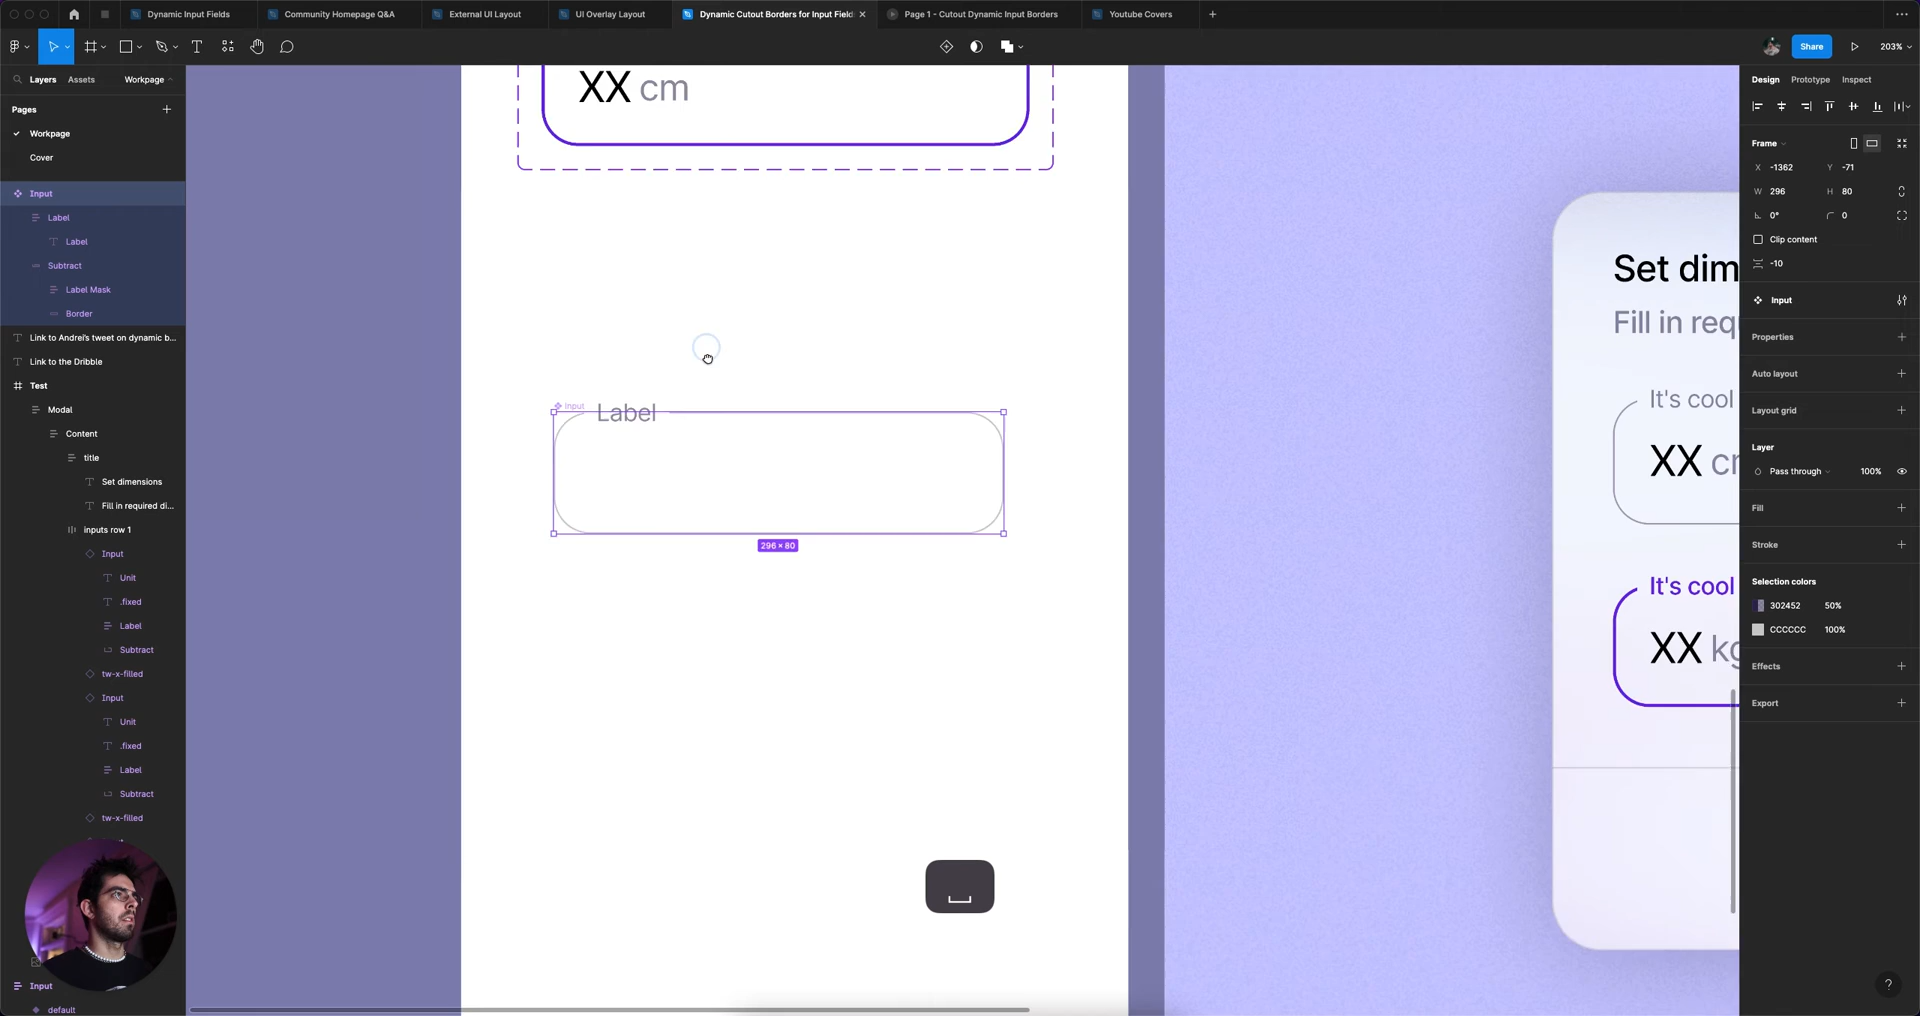 Dynamic Input Fields
Community Homepage Q&A
External UI Layout
UI Overlay Layout
Dynamic Cutout Borders for Input Field
Page 1 - Cutout Dynamic Input Borders
Youtube Covers
Share
203%
Layers
Assets
Workpage
Pages
Workpage
Cover
Input
Label
Label
Subtract
Label Mask
Border
Link to Andrei's tweet on dynamic b...
Link to the Dribble
Test
Modal
Content
title
Set dimensions
Fill in required di...
inputs row 1
Input
Unit
.fixed
Label
Subtract
tw-x-filled
Input
Unit
.fixed
Label
Subtract
tw-x-filled
Input
default
XX cm
Input
Label
296 × 80
Set dim
Fill in req
It's cool
XX cr
It's cool
XX kg
Design
Prototype
Inspect
Frame
X -1362
Y -71
W 296
H 80
0°
0
Clip content
-10
Input
Properties
Auto layout
Layout grid
Layer
Pass through
100%
Fill
Stroke
Selection colors
302452
50%
CCCCCC
100%
Effects
Export
?